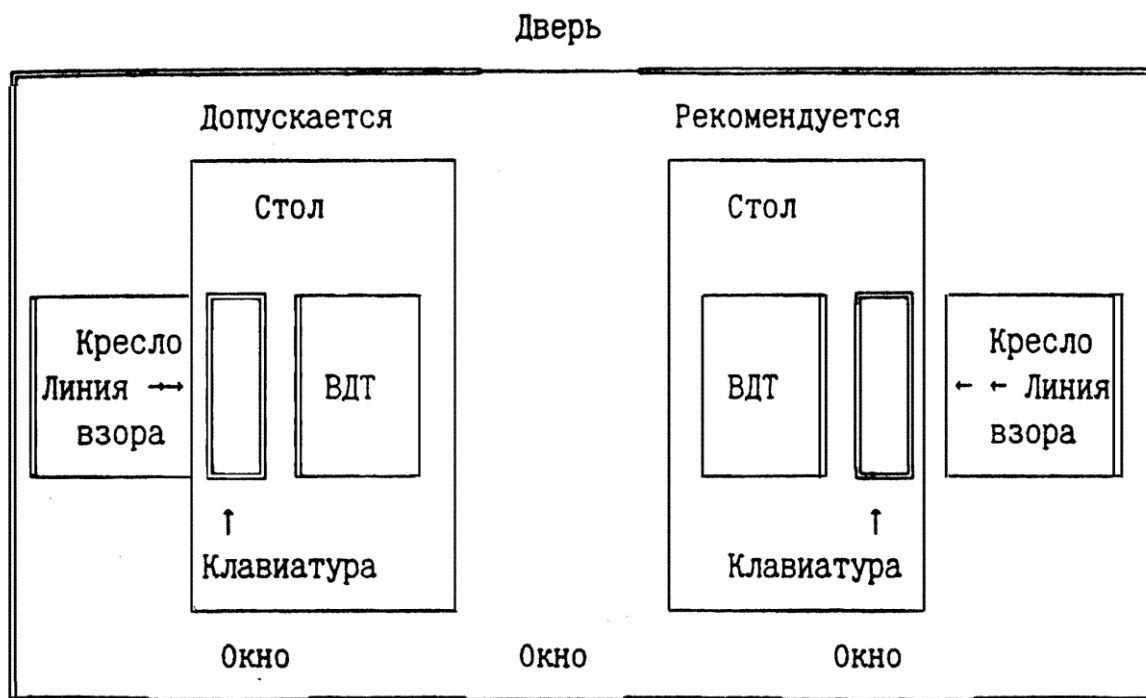 Дверь
Допускается
Рекомендуется
Стол
Стол
Кресло
Линия →→
взора
ВДТ
ВДТ
Кресло
← ← Линия
взора
↑
↑
Клавиатура
Клавиатура
Окно
Окно
Окно